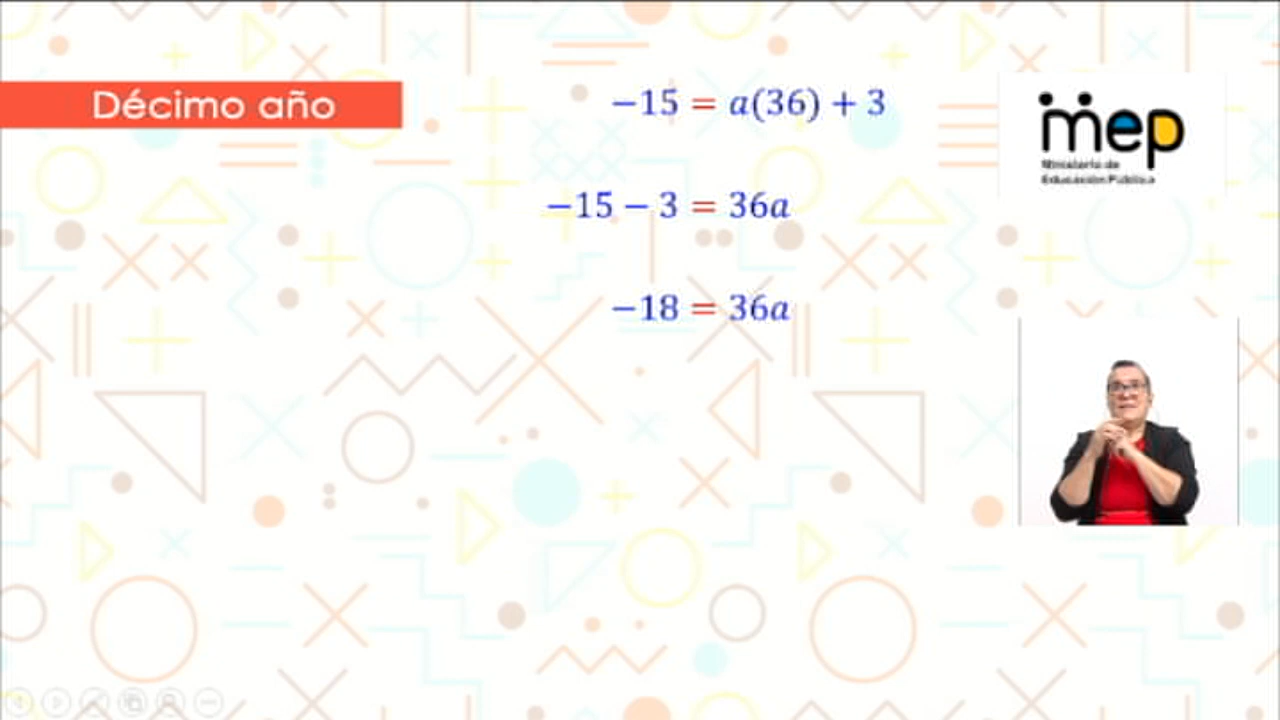 Décimo año
−15 = a(36) + 3
−15 − 3 = 36a
−18 = 36a
mep
Ministerio de
Educación Pública